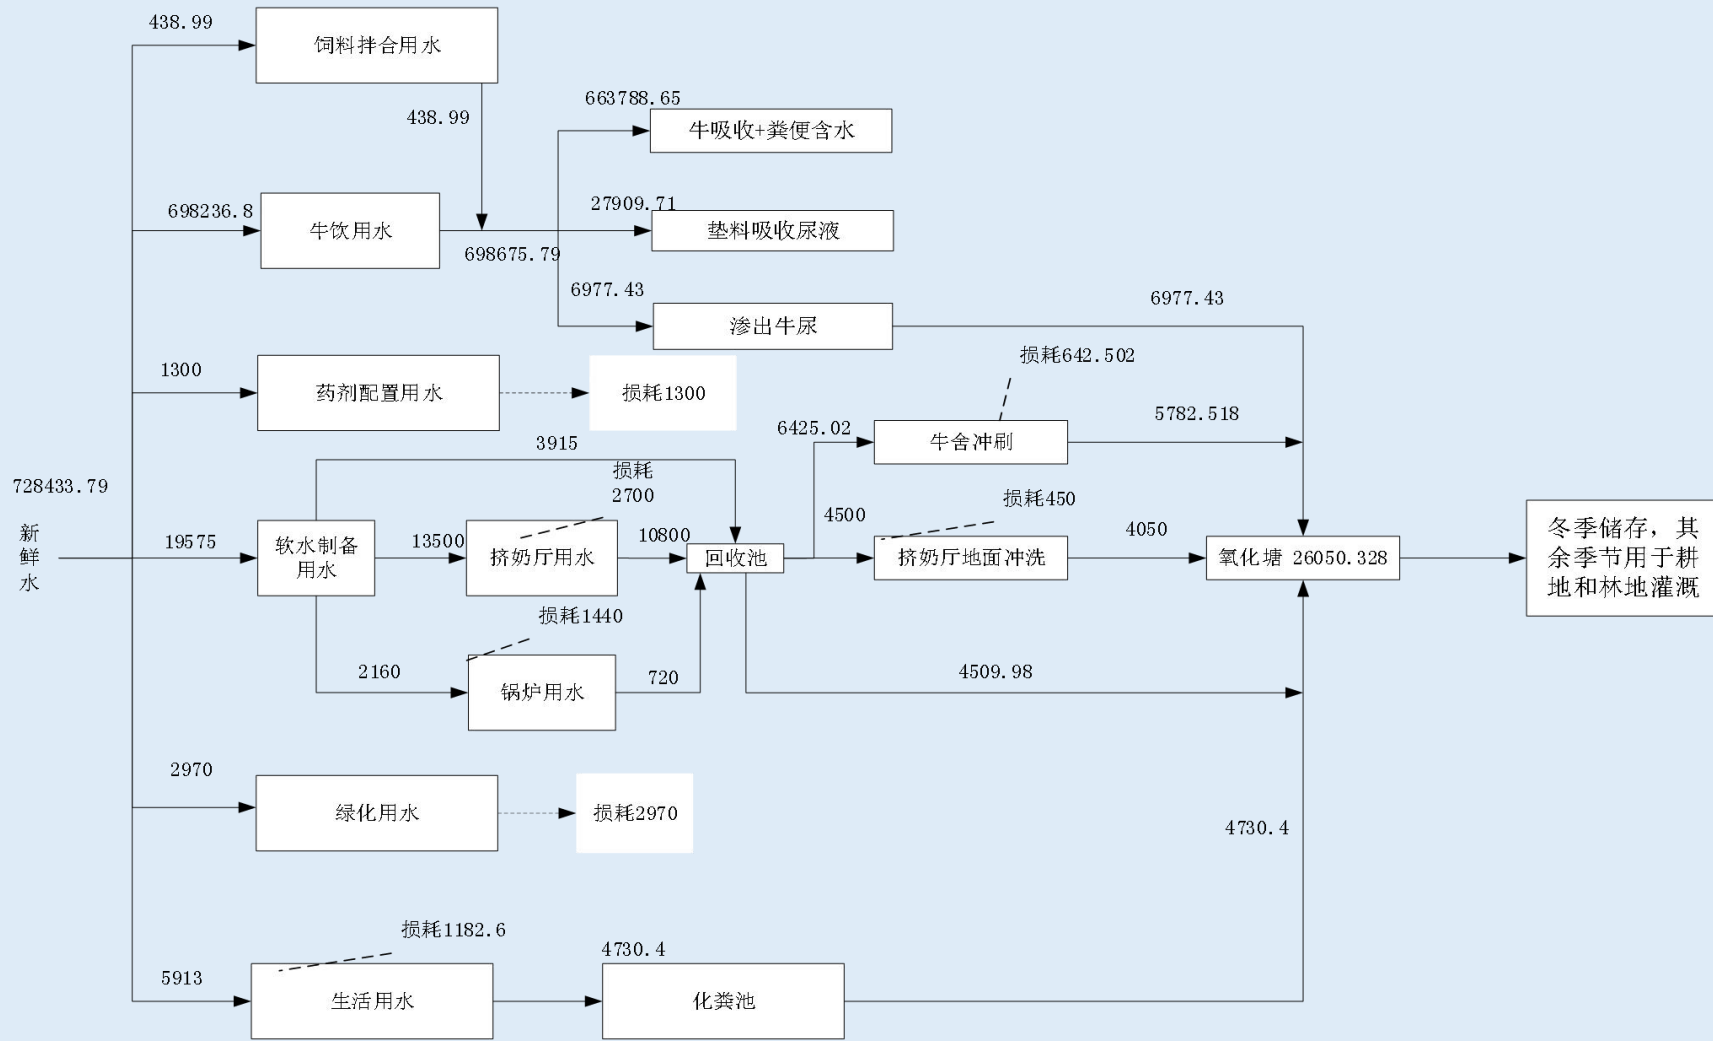 438.99
饲料拌合用水
438.99
663788.65
牛吸收+粪便含水
698236.8
牛饮用水
698675.79
27909.71
垫料吸收尿液
6977.43
渗出牛尿
6977.43
1300
药剂配置用水
损耗1300
损耗642.502
6425.02
牛舍冲刷
5782.518
728433.79
新
鲜
水
19575
软水制备
用水
3915
13500
损耗
2700
挤奶厅用水
10800
回收池
4500
损耗450
挤奶厅地面冲洗
4050
氧化塘 26050.328
冬季储存，其
余季节用于耕
地和林地灌溉
2160
损耗1440
锅炉用水
720
4509.98
2970
绿化用水
损耗2970
4730.4
5913
损耗1182.6
生活用水
4730.4
化粪池